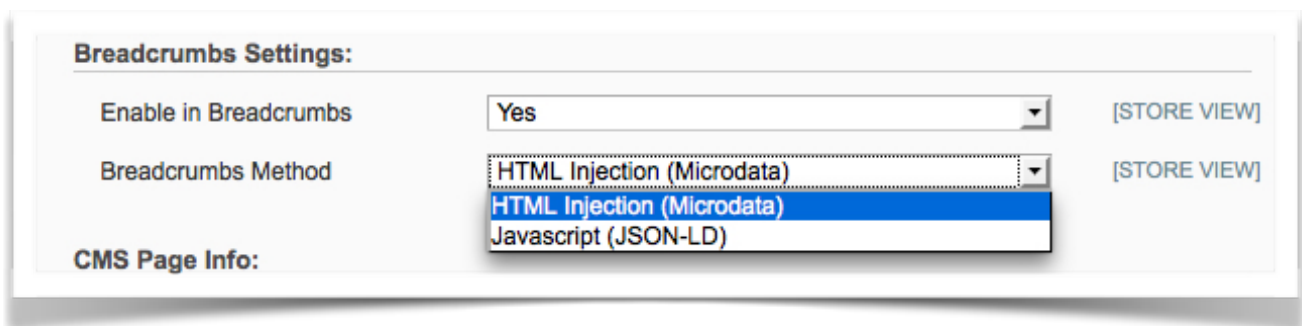 Breadcrumbs Settings:
Enable in Breadcrumbs Yes [STORE VIEW]
Breadcrumbs Method HTML Injection (Microdata) [STORE VIEW]
HTML Injection (Microdata)
Javascript (JSON-LD)
CMS Page Info: